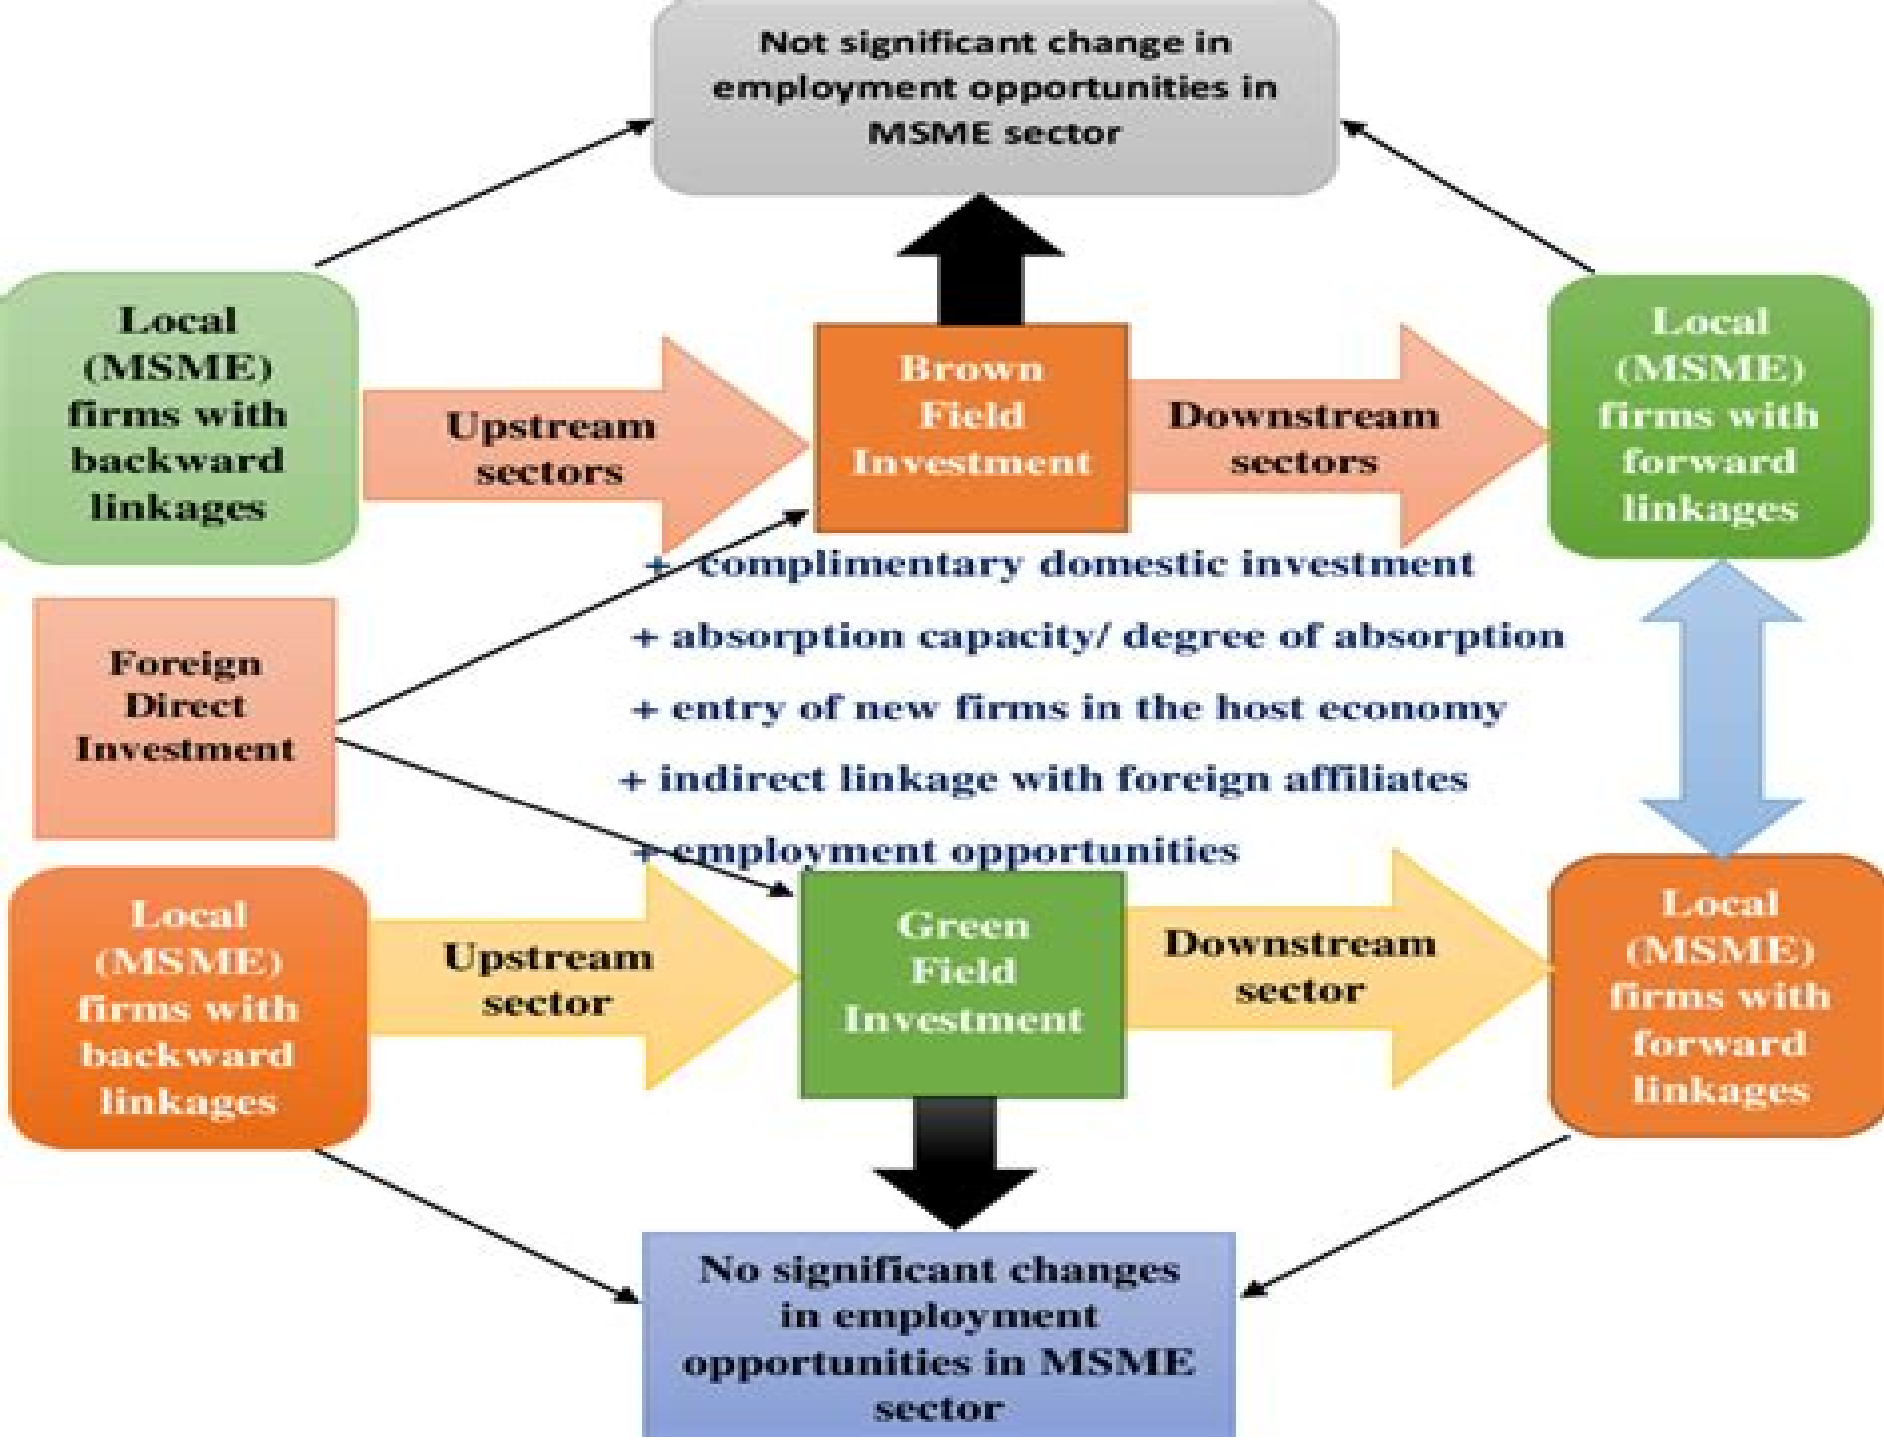 Not significant change in
employment opportunities in
MSME sector
Local
(MSME)
firms with
backward
linkages
Upstream
sectors
Brown
Field
Investment
Downstream
sectors
Local
(MSME)
firms with
forward
linkages
+ complimentary domestic investment
+ absorption capacity/ degree of absorption
+ entry of new firms in the host economy
+ indirect linkage with foreign affiliates
+ employment opportunities
Foreign
Direct
Investment
Local
(MSME)
firms with
backward
linkages
Upstream
sector
Green
Field
Investment
Downstream
sector
Local
(MSME)
firms with
forward
linkages
No significant changes
in employment
opportunities in MSME
sector